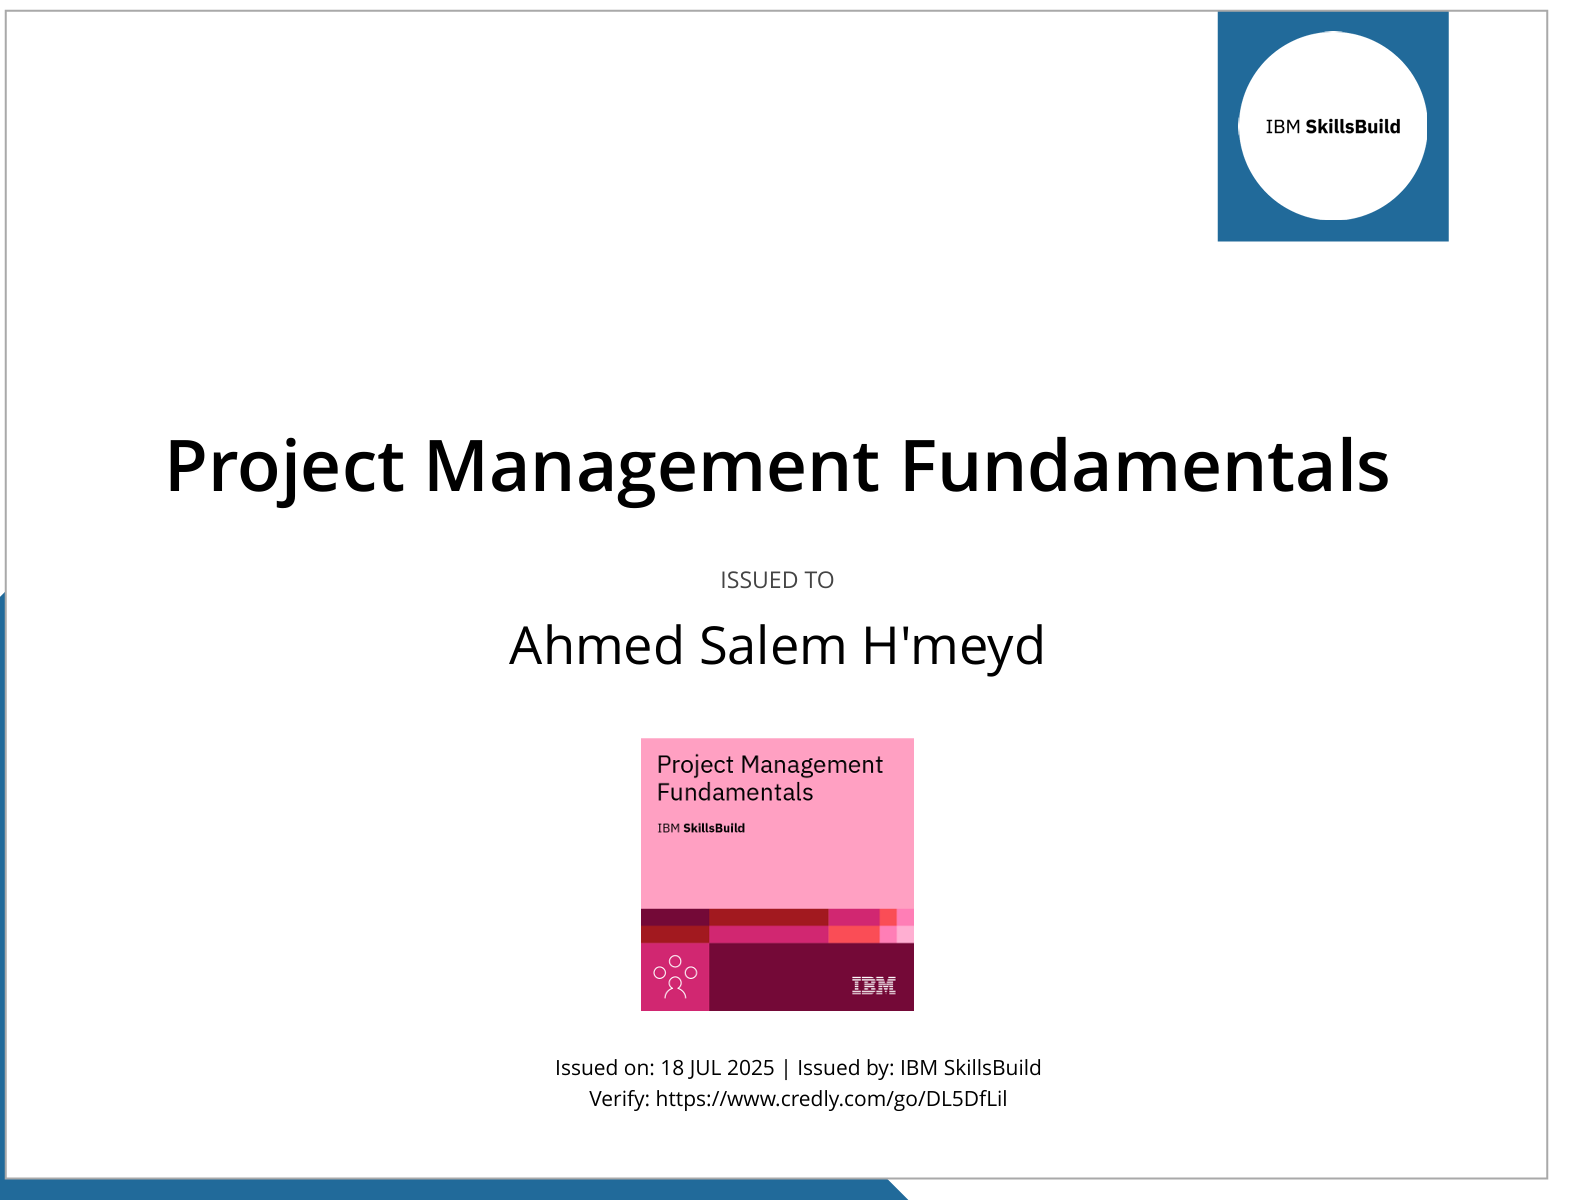 IBM SkillsBuild
Project Management Fundamentals
ISSUED TO
Ahmed Salem H'meyd
Project Management
Fundamentals
IBM SkillsBuild
IBM
Issued on: 18 JUL 2025 | Issued by: IBM SkillsBuild
Verify: https://www.credly.com/go/DL5DfLil